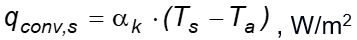 q_conv,s = α_k · (T_s − T_a) , W/m²